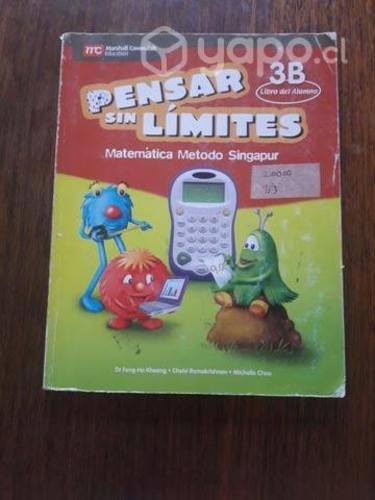 mc Marshall Cavendish
Education
yapo.cl
3B
Libro del Alumno
PENSAR
SIN LÍMITES
Matemática Metodo Singapur
Dr Fong Ho Kheong • Chelvi Ramakrishnan • Michelle Choo